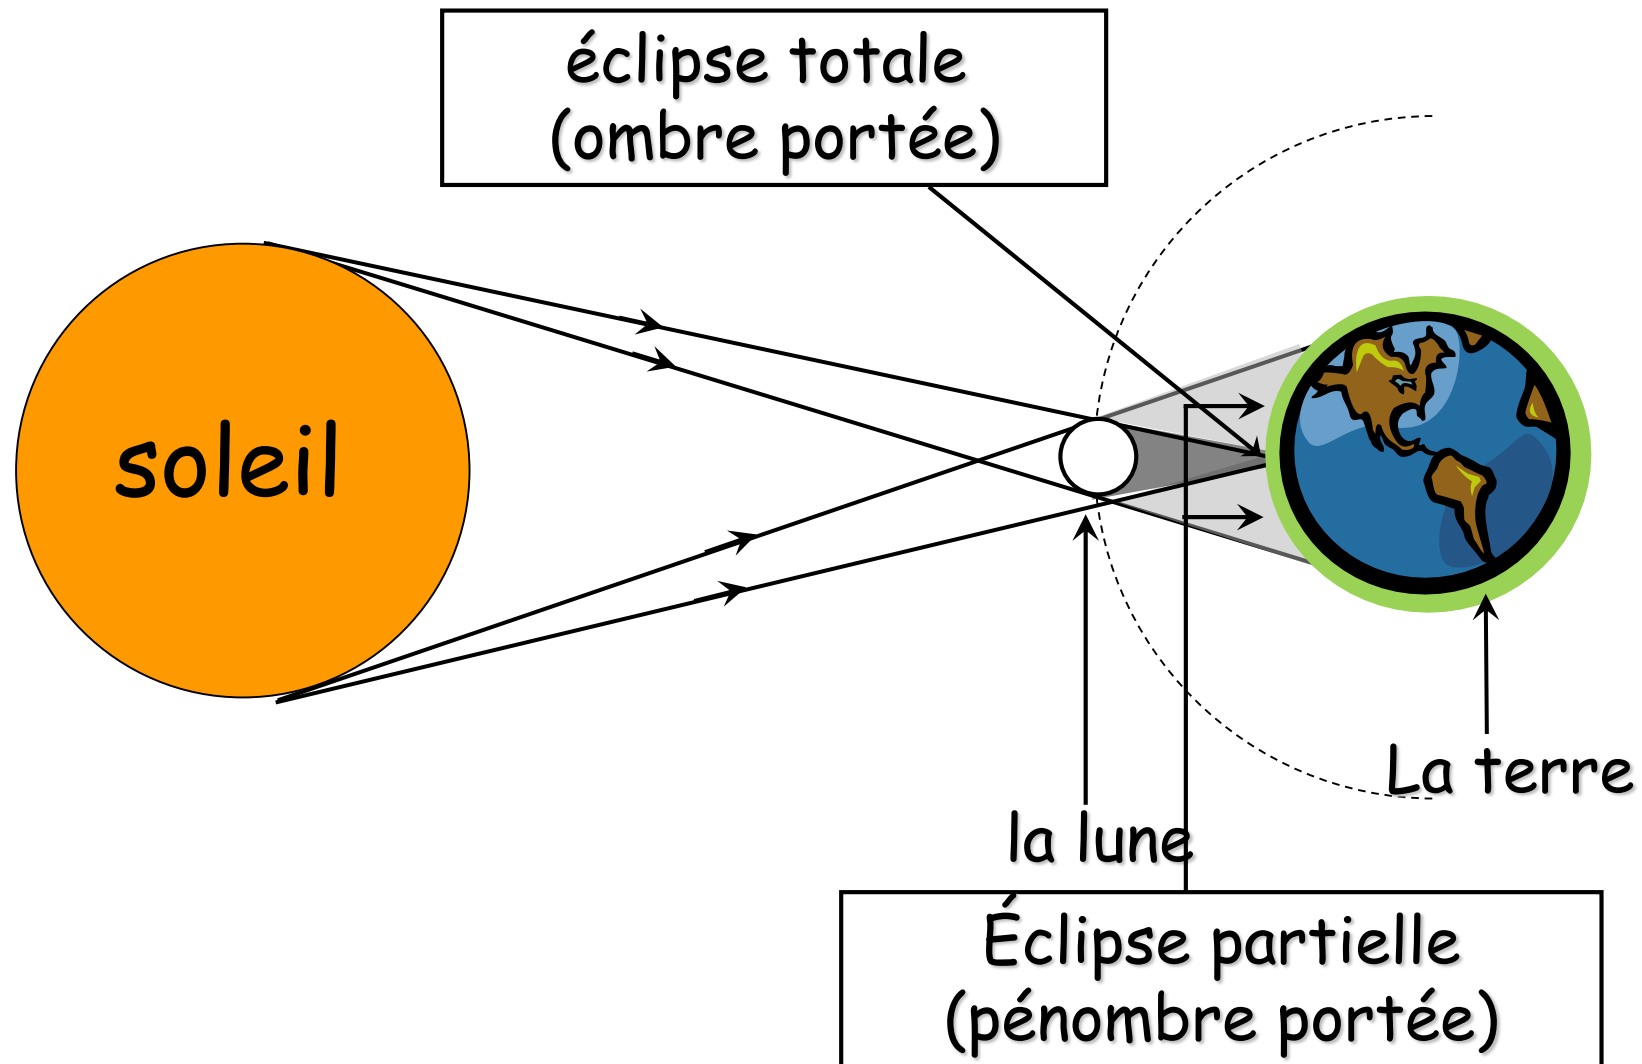 éclipse totale
(ombre portée)
soleil
La terre
la lune
Éclipse partielle
(pénombre portée)